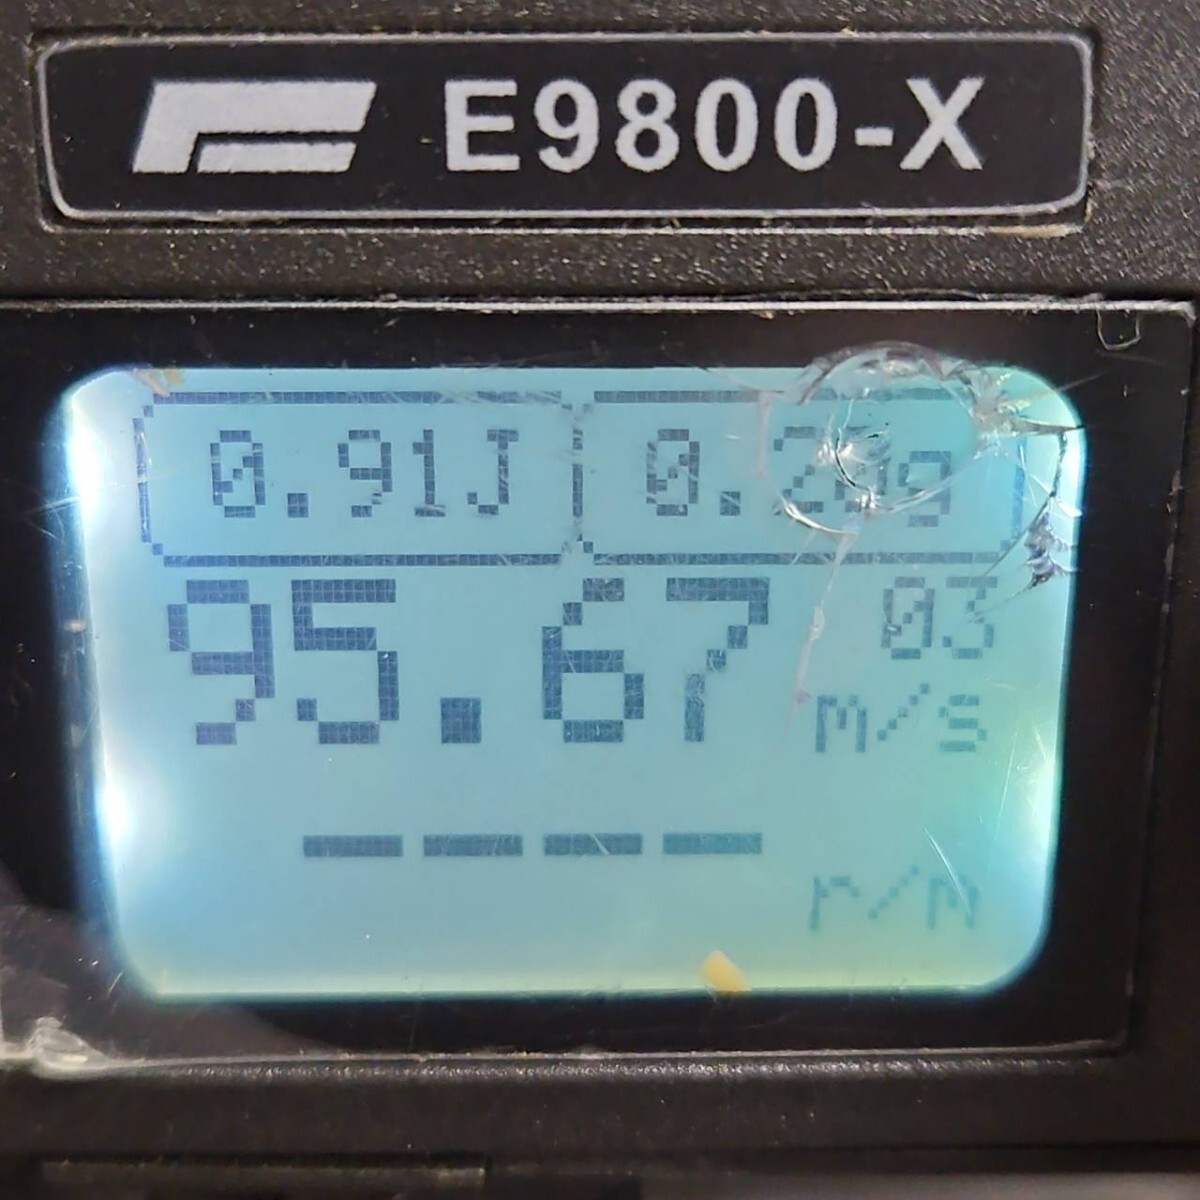 E9800-X
0.91J 0.20g
95.67 03
m/s
----
r/m